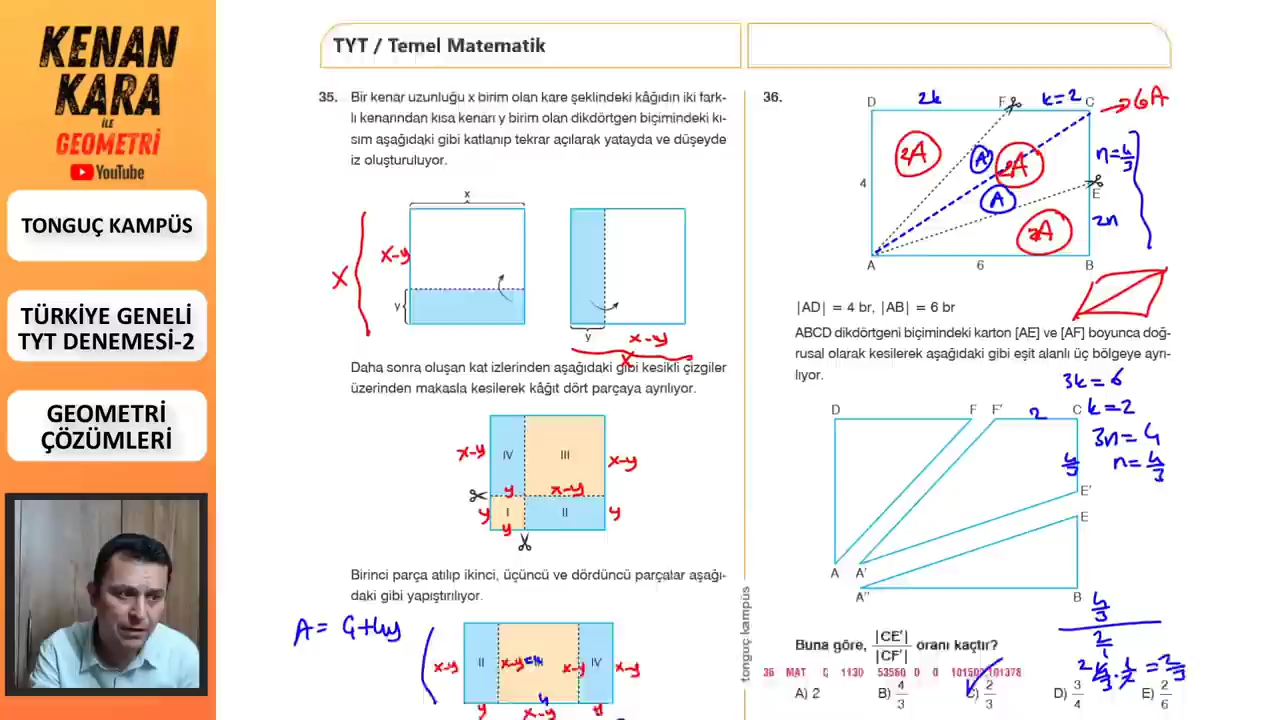 KENAN
KARA
İLE
GEOMETRİ
YouTube
TONGUÇ KAMPÜS
TÜRKİYE GENELİ
TYT DENEMESİ-2
GEOMETRİ
ÇÖZÜMLERİ
TYT / Temel Matematik
35. Bir kenar uzunluğu x birim olan kare şeklindeki kâğıdın iki fark-
lı kenarından kısa kenarı y birim olan dikdörtgen biçimindeki kı-
sım aşağıdaki gibi katlanıp tekrar açılarak yatayda ve düşeyde
iz oluşturuluyor.
x
x-y
x
y
y
x-y
x
Daha sonra oluşan kat izlerinden aşağıdaki gibi kesikli çizgiler
üzerinden makasla kesilerek kâğıt dört parçaya ayrılıyor.
x-y
IV
III
x-y
y
x-y
y
I
II
y
y
Birinci parça atılıp ikinci, üçüncü ve dördüncü parçalar aşağı-
daki gibi yapıştırılıyor.
x-y
II
x-y
x-y
IV
x-y
y
x-y
y
36.
D
2k
F
k=2
C
6A
2A
A
2A
n=4/3
4
A
E
2A
2n
A
6
B
|AD| = 4 br, |AB| = 6 br
ABCD dikdörtgeni biçimindeki karton [AE] ve [AF] boyunca doğ-
rusal olarak kesilerek aşağıdaki gibi eşit alanlı üç bölgeye ayrı-
lıyor.
3k=6
k=2
3n=4
n=4/3
D
F
F'
2
C
4/3
E'
E
A
A'
A''
B
Buna göre, |CE'|/|CF'| oranı kaçtır?
A) 2
B) 4/3
C) 2/3
D) 3/4
E) 2/6
tonguç kampüs